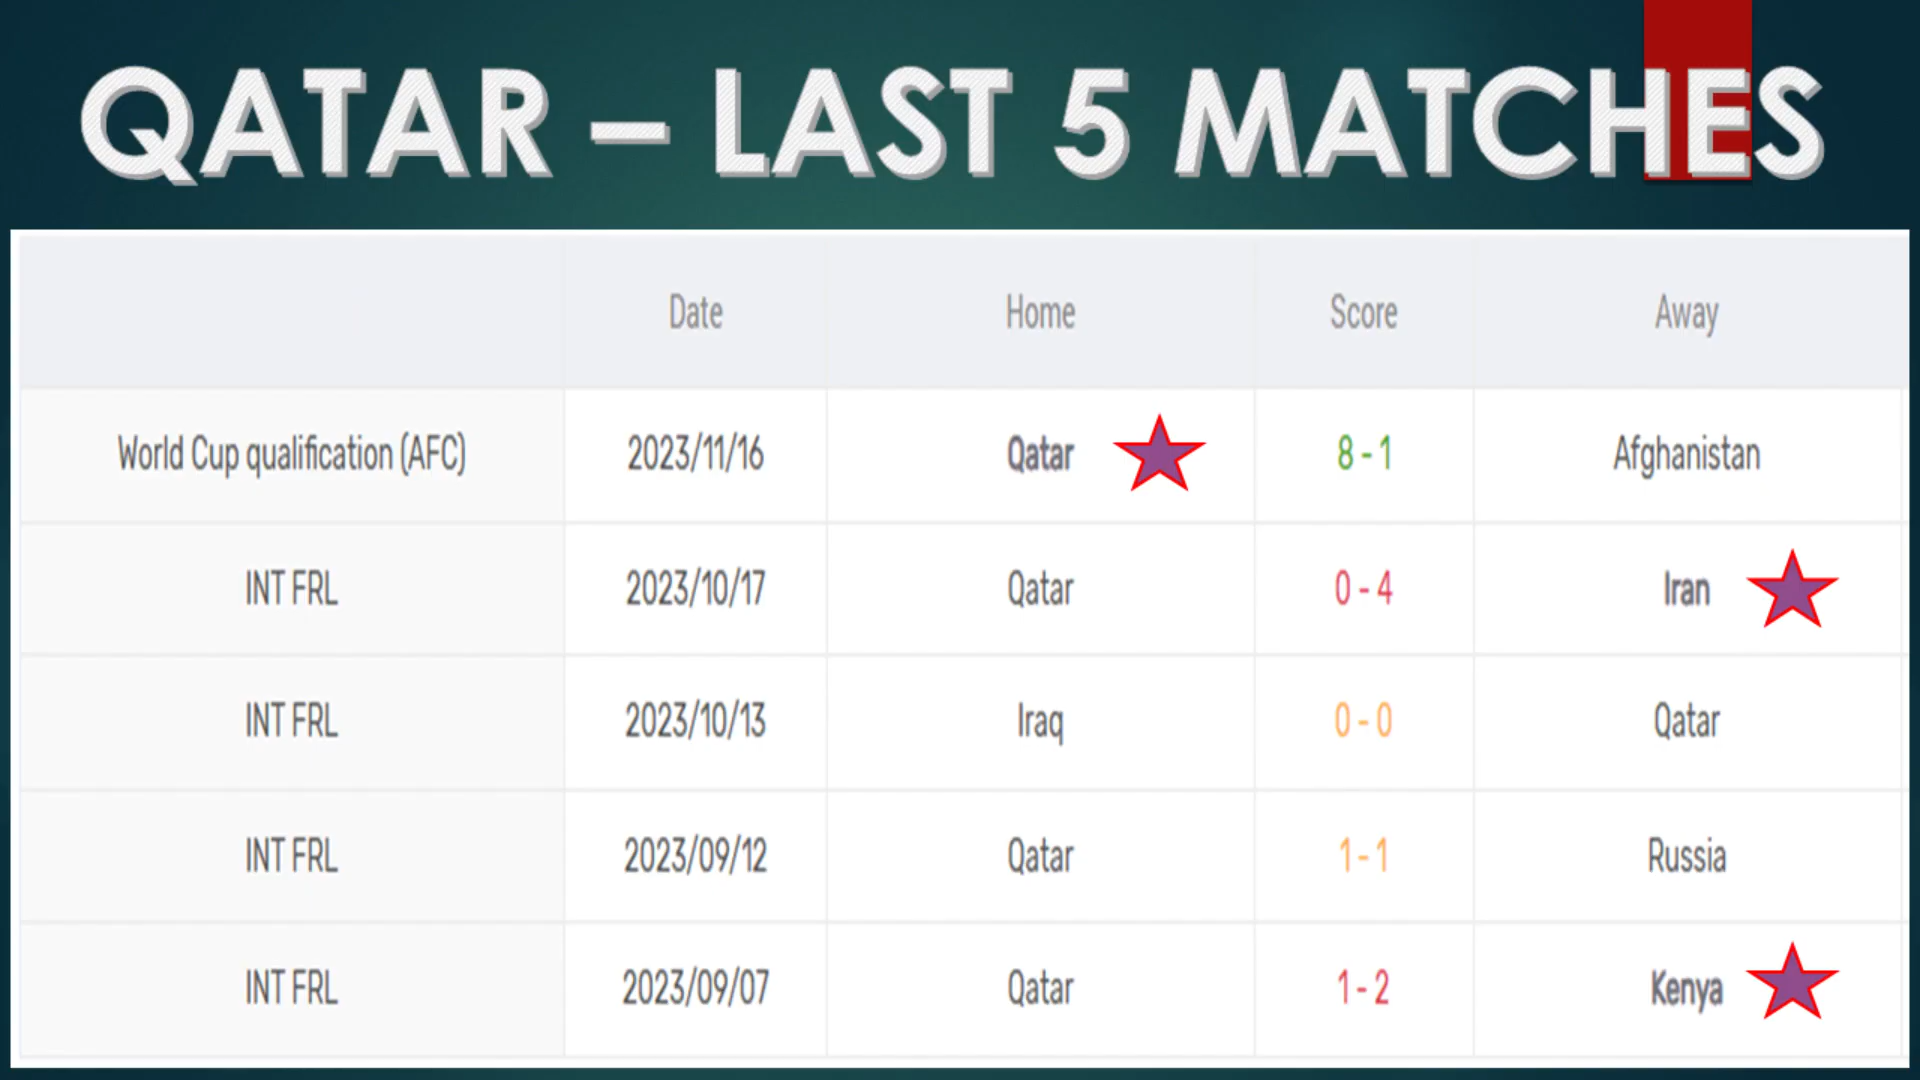 QATAR – LAST 5 MATCHES
Date Home Score Away
World Cup qualification (AFC) 2023/11/16 Qatar 8 - 1 Afghanistan
INT FRL 2023/10/17 Qatar 0 - 4 Iran
INT FRL 2023/10/13 Iraq 0 - 0 Qatar
INT FRL 2023/09/12 Qatar 1 - 1 Russia
INT FRL 2023/09/07 Qatar 1 - 2 Kenya